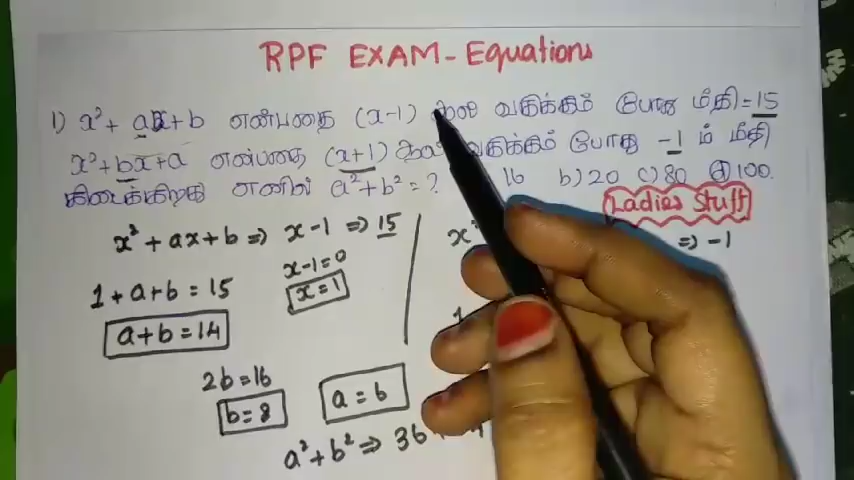 RPF EXAM - Equations
1) x² + ax + b என்பதை (x-1) ஆல் வகுக்கும் போது மீதி = 15
x² + bx + a என்பதை (x+1) ஆல் வகுக்கும் போது -1 ம் மீதி
கிடைக்கிறது எனில் a² + b² = ? 16 b) 20 c) 80 d) 100.
Ladies Stuff
x² + ax + b => x - 1 => 15
x - 1 = 0
x = 1
1 + a + b = 15
a + b = 14
x² => -1
1
2b = 16
b = 8
a = 6
a² + b² => 36